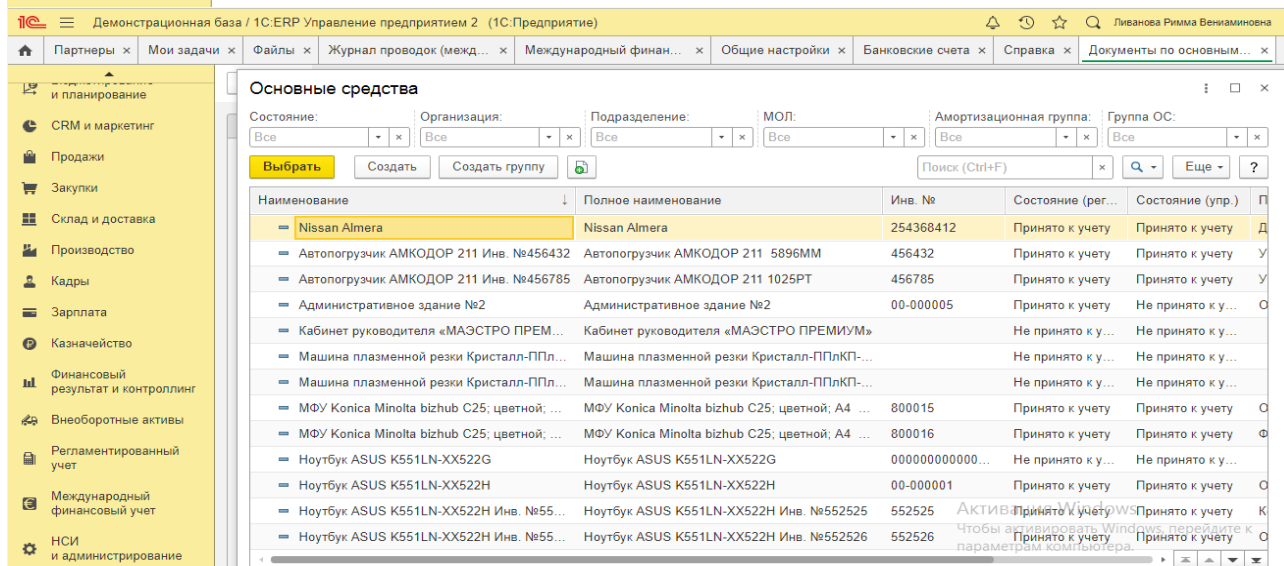 1С Демонстрационная база / 1С:ERP Управление предприятием 2 (1С:Предприятие) Ливанова Римма Вениаминовна
Партнеры × Мои задачи × Файлы × Журнал проводок (межд... × Международный финан... × Общие настройки × Банковские счета × Справка × Документы по основным... ×
и планирование
CRM и маркетинг
Продажи
Закупки
Склад и доставка
Производство
Кадры
Зарплата
Казначейство
Финансовый
результат и контроллинг
Внеоборотные активы
Регламентированный
учет
Международный
финансовый учет
НСИ
и администрирование
Основные средства
Состояние: Организация: Подразделение: МОЛ: Амортизационная группа: Группа ОС:
Все Все Все Все Все Все
Выбрать Создать Создать группу Поиск (Ctrl+F) × Еще ?
Наименование ↓ Полное наименование Инв. № Состояние (рег... Состояние (упр.) П
Nissan Almera Nissan Almera 254368412 Принято к учету Принято к учету Д
Автопогрузчик АМКОДОР 211 Инв. №456432 Автопогрузчик АМКОДОР 211 5896ММ 456432 Принято к учету Принято к учету У
Автопогрузчик АМКОДОР 211 Инв. №456785 Автопогрузчик АМКОДОР 211 1025РТ 456785 Принято к учету Принято к учету У
Административное здание №2 Административное здание №2 00-000005 Принято к учету Не принято к у... О
Кабинет руководителя «МАЭСТРО ПРЕМ... Кабинет руководителя «МАЭСТРО ПРЕМИУМ» Не принято к у... Не принято к у...
Машина плазменной резки Кристалл-ППл... Машина плазменной резки Кристалл-ППлКП-... Не принято к у... Не принято к у...
Машина плазменной резки Кристалл-ППл... Машина плазменной резки Кристалл-ППлКП-... Не принято к у... Не принято к у...
МФУ Konica Minolta bizhub C25; цветной; ... МФУ Konica Minolta bizhub C25; цветной; А4 ... 800015 Принято к учету Принято к учету О
МФУ Konica Minolta bizhub C25; цветной; ... МФУ Konica Minolta bizhub C25; цветной; А4 ... 800016 Принято к учету Принято к учету Ф
Ноутбук ASUS K551LN-XX522G Ноутбук ASUS K551LN-XX522G 000000000000... Не принято к у... Не принято к у...
Ноутбук ASUS K551LN-XX522H Ноутбук ASUS K551LN-XX522H 00-000001 Принято к учету Принято к учету О
Ноутбук ASUS K551LN-XX522H Инв. №55... Ноутбук ASUS K551LN-XX522H Инв. №552525 552525 Принято к учету Принято к учету К
Ноутбук ASUS K551LN-XX522H Инв. №55... Ноутбук ASUS K551LN-XX522H Инв. №552526 552526 Принято к учету Принято к учету О
Активация Windows
Чтобы активировать Windows, перейдите к
параметрам компьютера.